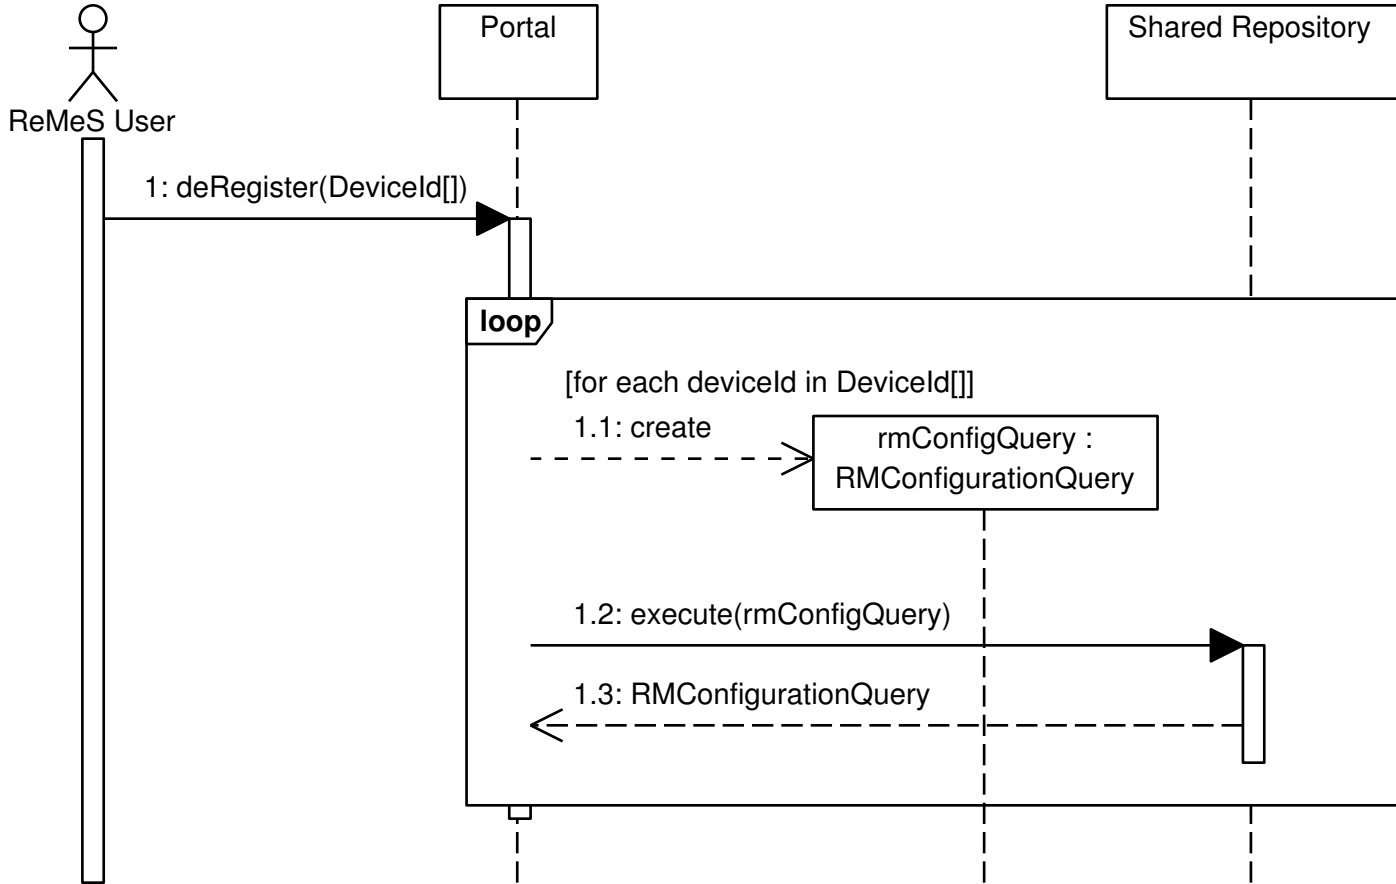 Portal
Shared Repository
ReMeS User
1: deRegister(DeviceId[])
loop
[for each deviceId in DeviceId[]]
1.1: create
rmConfigQuery :
RMConfigurationQuery
1.2: execute(rmConfigQuery)
1.3: RMConfigurationQuery